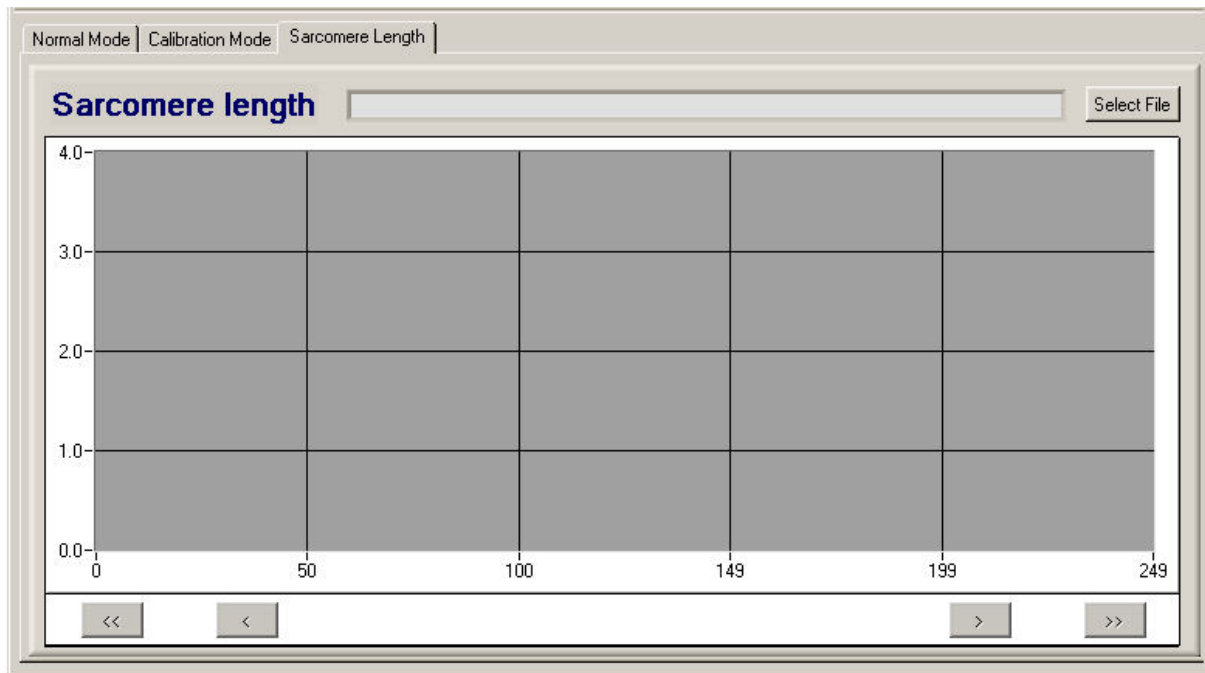 Normal Mode Calibration Mode Sarcomere Length
Sarcomere length Select File
4.0
3.0
2.0
1.0
0.0
0 50 100 149 199 249
<< < > >>